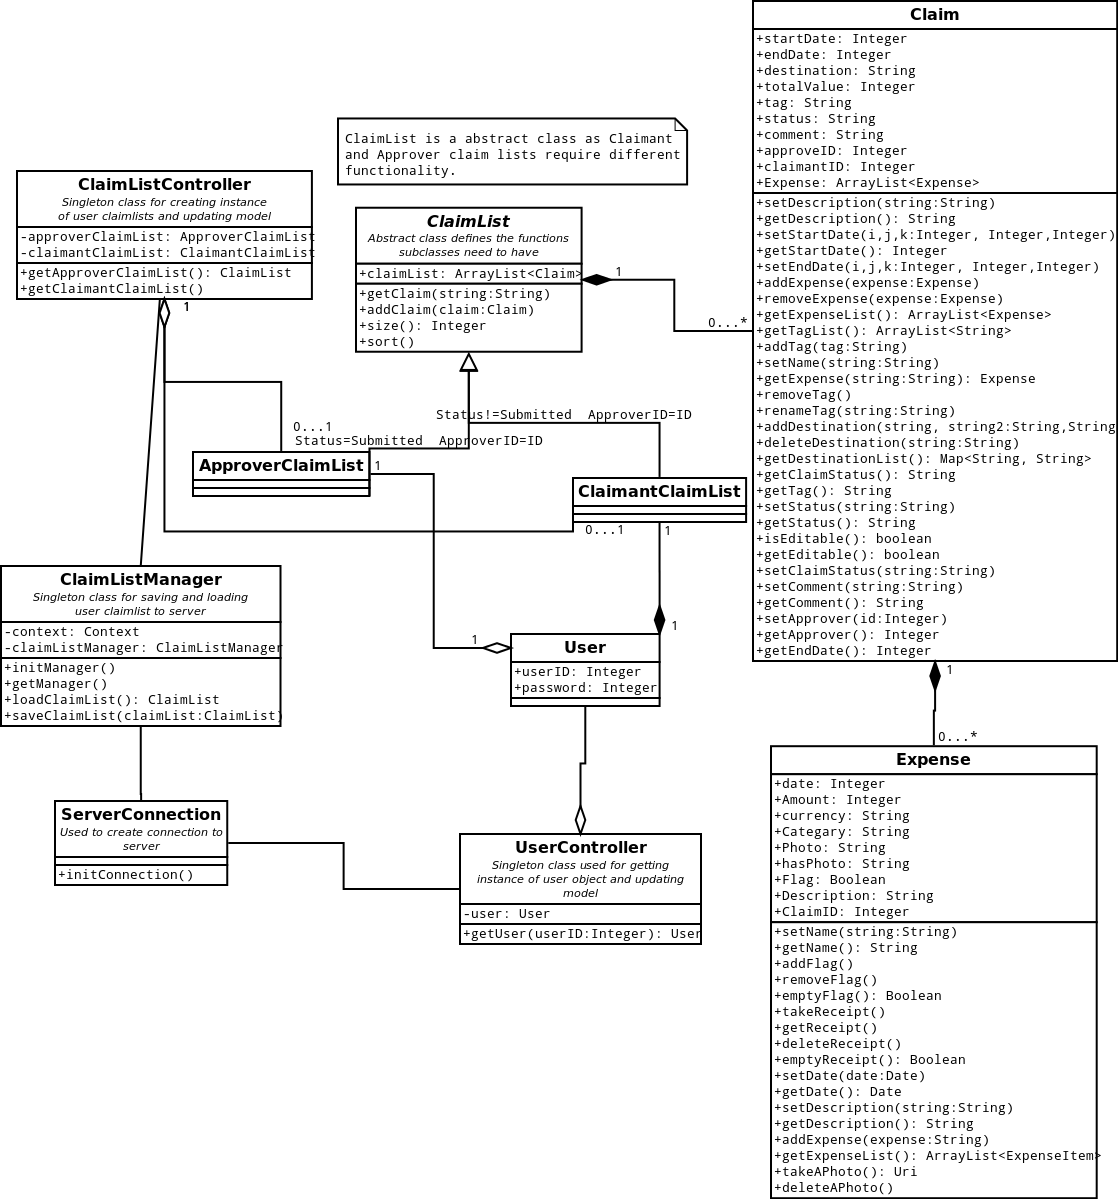 Claim
+startDate: Integer
+endDate: Integer
+destination: String
+totalValue: Integer
+tag: String
+status: String
+comment: String
+approveID: Integer
+claimantID: Integer
+Expense: ArrayList<Expense>
+setDescription(string:String)
+getDescription(): String
+setStartDate(i,j,k:Integer, Integer,Integer)
+getStartDate(): Integer
+setEndDate(i,j,k:Integer, Integer,Integer)
+addExpense(expense:Expense)
+removeExpense(expense:Expense)
+getExpenseList(): ArrayList<Expense>
+getTagList(): ArrayList<String>
+addTag(tag:String)
+setName(string:String)
+getExpense(string:String): Expense
+removeTag()
+renameTag(string:String)
+addDestination(string, string2:String,String
+deleteDestination(string:String)
+getDestinationList(): Map<String, String>
+getClaimStatus(): String
+getTag(): String
+setStatus(string:String)
+getStatus(): String
+isEditable(): boolean
+getEditable(): boolean
+setClaimStatus(string:String)
+setComment(string:String)
+getComment(): String
+setApprover(id:Integer)
+getApprover(): Integer
+getEndDate(): Integer
ClaimList is a abstract class as Claimant
and Approver claim lists require different
functionality.
ClaimListController
Singleton class for creating instance
of user claimlists and updating model
-approverClaimList: ApproverClaimList
-claimantClaimList: ClaimantClaimList
+getApproverClaimList(): ClaimList
+getClaimantClaimList()
1
ClaimList
Abstract class defines the functions
subclasses need to have
+claimList: ArrayList<Claim>
+getClaim(string:String)
+addClaim(claim:Claim)
+size(): Integer
+sort()
1
0...*
Status!=Submitted  ApproverID=ID
0...1
Status=Submitted  ApproverID=ID
ApproverClaimList
1
ClaimantClaimList
0...1
1
ClaimListManager
Singleton class for saving and loading
user claimlist to server
-context: Context
-claimListManager: ClaimListManager
+initManager()
+getManager()
+loadClaimList(): ClaimList
+saveClaimList(claimList:ClaimList)
1
1
User
+userID: Integer
+password: Integer
1
0...*
ServerConnection
Used to create connection to
server
+initConnection()
UserController
Singleton class used for getting
instance of user object and updating
model
-user: User
+getUser(userID:Integer): User
Expense
+date: Integer
+Amount: Integer
+currency: String
+Categary: String
+Photo: String
+hasPhoto: String
+Flag: Boolean
+Description: String
+ClaimID: Integer
+setName(string:String)
+getName(): String
+addFlag()
+removeFlag()
+emptyFlag(): Boolean
+takeReceipt()
+getReceipt()
+deleteReceipt()
+emptyReceipt(): Boolean
+setDate(date:Date)
+getDate(): Date
+setDescription(string:String)
+getDescription(): String
+addExpense(expense:String)
+getExpenseList(): ArrayList<ExpenseItem>
+takeAPhoto(): Uri
+deleteAPhoto()